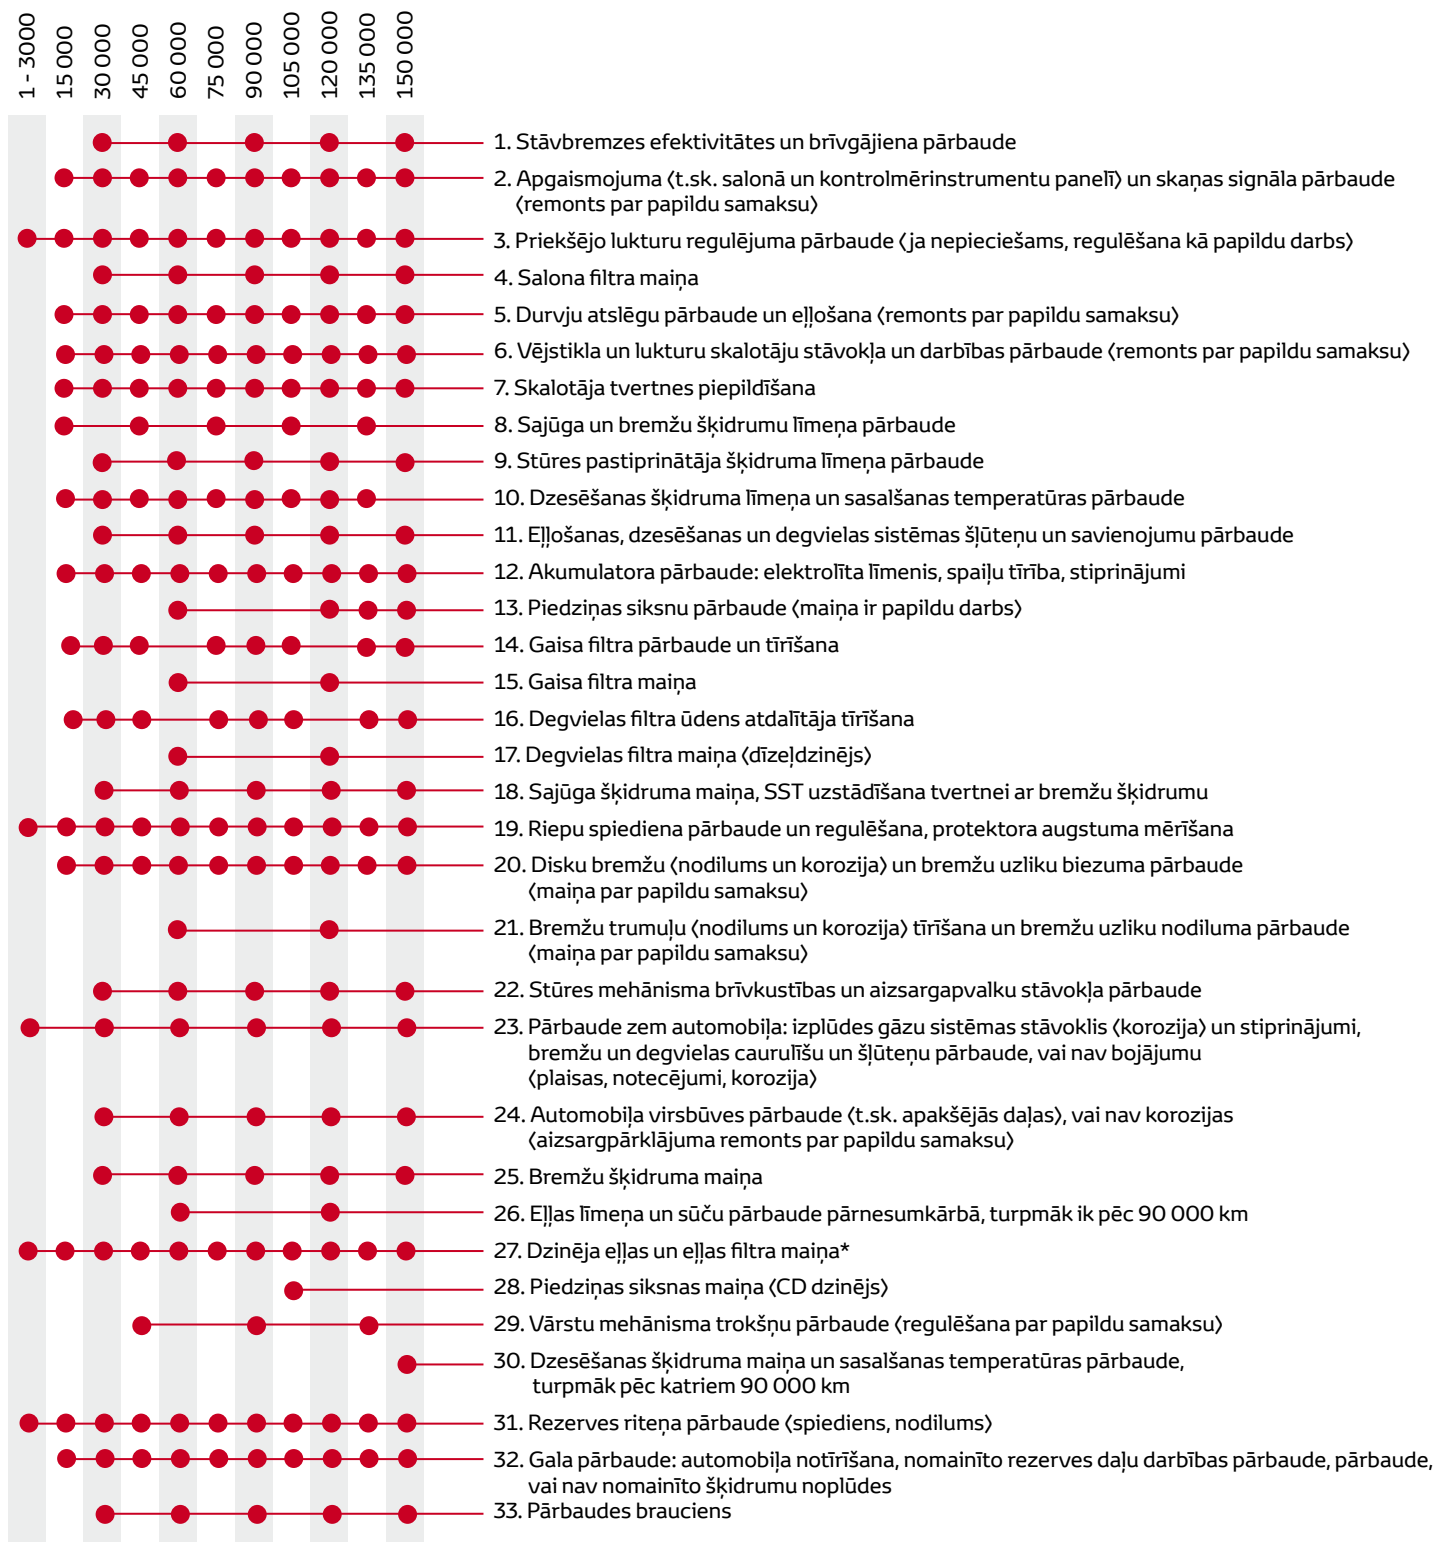 1 - 3000
15 000
30 000
45 000
60 000
75 000
90 000
105 000
120 000
135 000
150 000
1. Stāvbremzes efektivitātes un brīvgājiena pārbaude
2. Apgaismojuma (t.sk. salonā un kontrolmērinstrumentu panelī) un skaņas signāla pārbaude
(remonts par papildu samaksu)
3. Priekšējo lukturu regulējuma pārbaude (ja nepieciešams, regulēšana kā papildu darbs)
4. Salona filtra maiņa
5. Durvju atslēgu pārbaude un eļļošana (remonts par papildu samaksu)
6. Vējstikla un lukturu skalotāju stāvokļa un darbības pārbaude (remonts par papildu samaksu)
7. Skalotāja tvertnes piepildīšana
8. Sajūga un bremžu šķidrumu līmeņa pārbaude
9. Stūres pastiprinātāja šķidruma līmeņa pārbaude
10. Dzesēšanas šķidruma līmeņa un sasalšanas temperatūras pārbaude
11. Eļļošanas, dzesēšanas un degvielas sistēmas šļūteņu un savienojumu pārbaude
12. Akumulatora pārbaude: elektrolīta līmenis, spaiļu tīrība, stiprinājumi
13. Piedziņas siksnu pārbaude (maiņa ir papildu darbs)
14. Gaisa filtra pārbaude un tīrīšana
15. Gaisa filtra maiņa
16. Degvielas filtra ūdens atdalītāja tīrīšana
17. Degvielas filtra maiņa (dīzeļdzinējs)
18. Sajūga šķidruma maiņa, SST uzstādīšana tvertnei ar bremžu šķidrumu
19. Riepu spiediena pārbaude un regulēšana, protektora augstuma mērīšana
20. Disku bremžu (nodilums un korozija) un bremžu uzliku biezuma pārbaude
(maiņa par papildu samaksu)
21. Bremžu trumuļu (nodilums un korozija) tīrīšana un bremžu uzliku nodiluma pārbaude
(maiņa par papildu samaksu)
22. Stūres mehānisma brīvkustības un aizsargapvalku stāvokļa pārbaude
23. Pārbaude zem automobiļa: izplūdes gāzu sistēmas stāvoklis (korozija) un stiprinājumi,
bremžu un degvielas caurulīšu un šļūteņu pārbaude, vai nav bojājumu
(plaisas, notecējumi, korozija)
24. Automobiļa virsbūves pārbaude (t.sk. apakšējās daļas), vai nav korozijas
(aizsargpārklājuma remonts par papildu samaksu)
25. Bremžu šķidruma maiņa
26. Eļļas līmeņa un sūču pārbaude pārnesumkārbā, turpmāk ik pēc 90 000 km
27. Dzinēja eļļas un eļļas filtra maiņa*
28. Piedziņas siksnas maiņa (CD dzinējs)
29. Vārstu mehānisma trokšņu pārbaude (regulēšana par papildu samaksu)
30. Dzesēšanas šķidruma maiņa un sasalšanas temperatūras pārbaude,
turpmāk pēc katriem 90 000 km
31. Rezerves riteņa pārbaude (spiediens, nodilums)
32. Gala pārbaude: automobiļa notīrīšana, nomainīto rezerves daļu darbības pārbaude, pārbaude,
vai nav nomainīto šķidrumu noplūdes
33. Pārbaudes brauciens